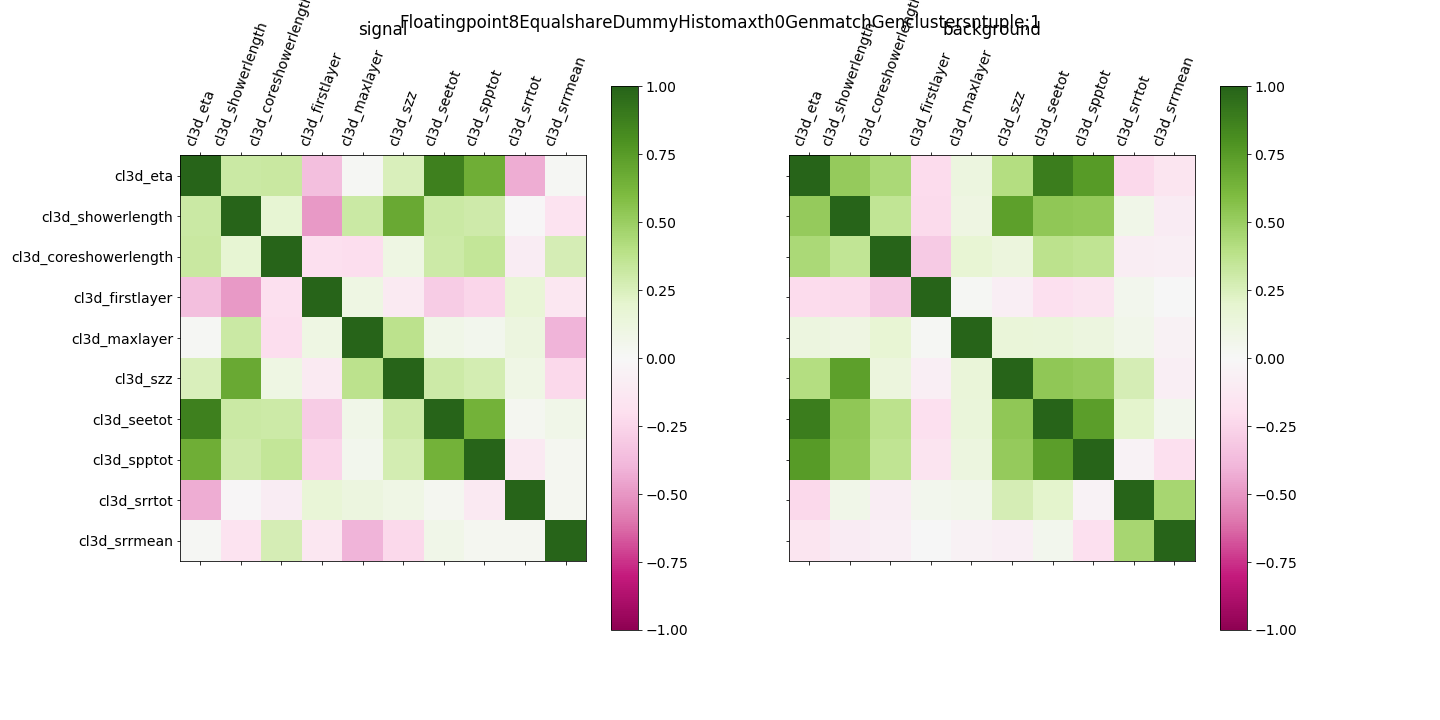 Floatingpoint8EqualshareDummyHistomaxth0GenmatchGenclustersntuple;1
signal
background
cl3d_eta
cl3d_showerlength
cl3d_coreshowerlength
cl3d_firstlayer
cl3d_maxlayer
cl3d_szz
cl3d_seetot
cl3d_spptot
cl3d_srrtot
cl3d_srrmean
cl3d_eta
cl3d_showerlength
cl3d_coreshowerlength
cl3d_firstlayer
cl3d_maxlayer
cl3d_szz
cl3d_seetot
cl3d_spptot
cl3d_srrtot
cl3d_srrmean
cl3d_eta
cl3d_showerlength
cl3d_coreshowerlength
cl3d_firstlayer
cl3d_maxlayer
cl3d_szz
cl3d_seetot
cl3d_spptot
cl3d_srrtot
cl3d_srrmean
1.00
0.75
0.50
0.25
0.00
−0.25
−0.50
−0.75
−1.00
1.00
0.75
0.50
0.25
0.00
−0.25
−0.50
−0.75
−1.00